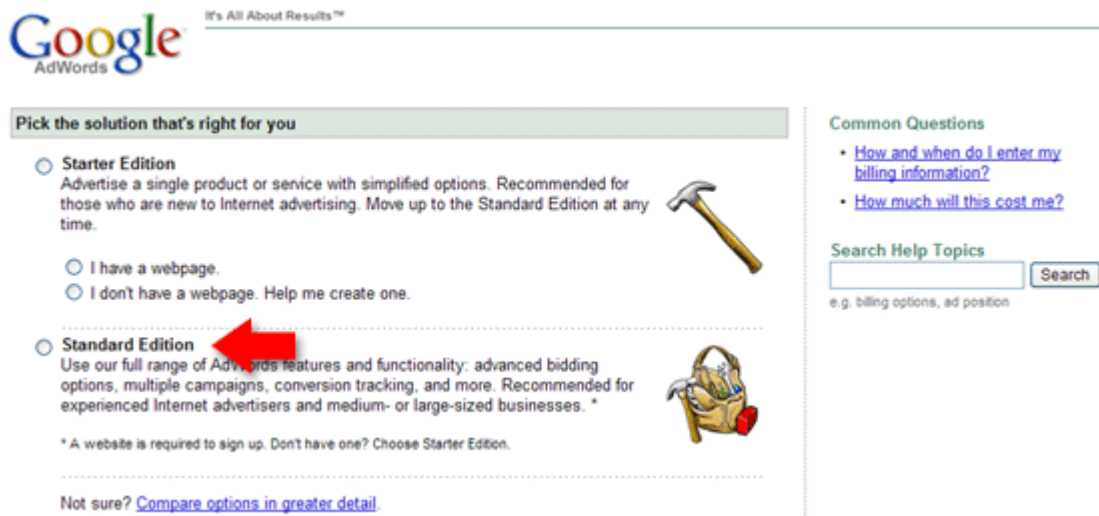 It's All About Results™
Google
AdWords
Pick the solution that's right for you
Starter Edition
Advertise a single product or service with simplified options. Recommended for
those who are new to Internet advertising. Move up to the Standard Edition at any
time.
I have a webpage.
I don't have a webpage. Help me create one.
Standard Edition
Use our full range of AdWords features and functionality: advanced bidding
options, multiple campaigns, conversion tracking, and more. Recommended for
experienced Internet advertisers and medium- or large-sized businesses. *
* A website is required to sign up. Don't have one? Choose Starter Edition.
Not sure? Compare options in greater detail.
Common Questions
• How and when do I enter my
billing information?
• How much will this cost me?
Search Help Topics
Search
e.g. billing options, ad position